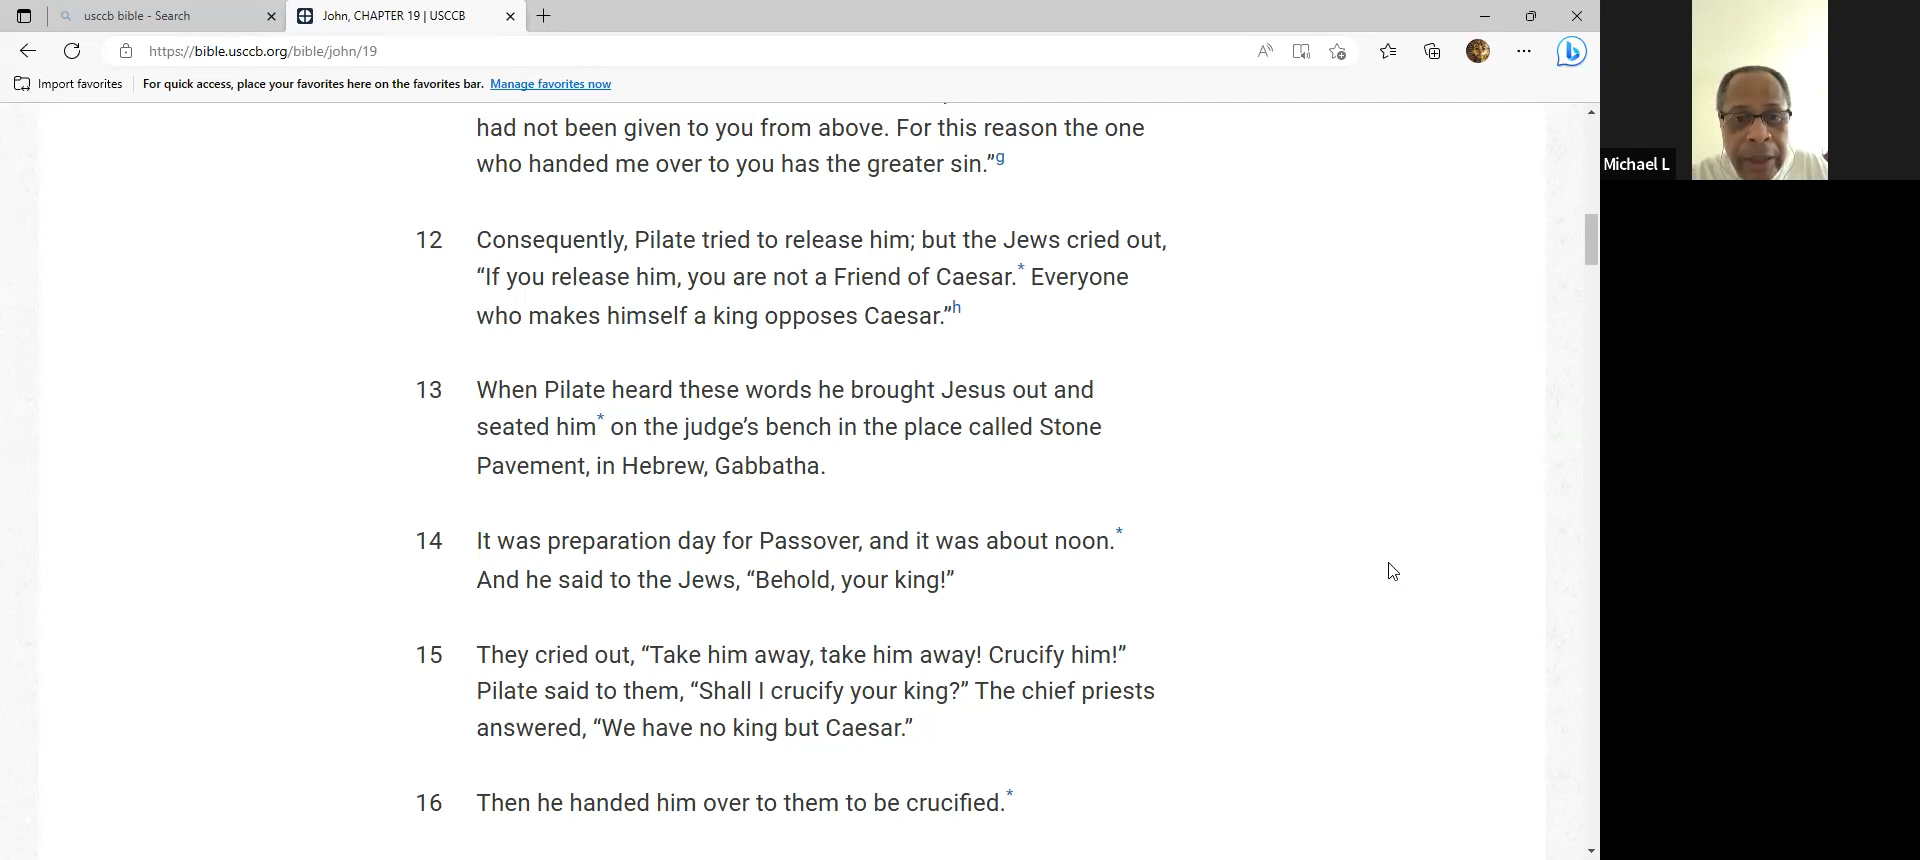 usccb bible - Search
John, CHAPTER 19 | USCCB
https://bible.usccb.org/bible/john/19
Import favorites
For quick access, place your favorites here on the favorites bar. Manage favorites now
had not been given to you from above. For this reason the one
who handed me over to you has the greater sin.”g
12 Consequently, Pilate tried to release him; but the Jews cried out,
“If you release him, you are not a Friend of Caesar.* Everyone
who makes himself a king opposes Caesar.”h
13 When Pilate heard these words he brought Jesus out and
seated him* on the judge’s bench in the place called Stone
Pavement, in Hebrew, Gabbatha.
14 It was preparation day for Passover, and it was about noon.*
And he said to the Jews, “Behold, your king!”
15 They cried out, “Take him away, take him away! Crucify him!”
Pilate said to them, “Shall I crucify your king?” The chief priests
answered, “We have no king but Caesar.”
16 Then he handed him over to them to be crucified.*
Michael L